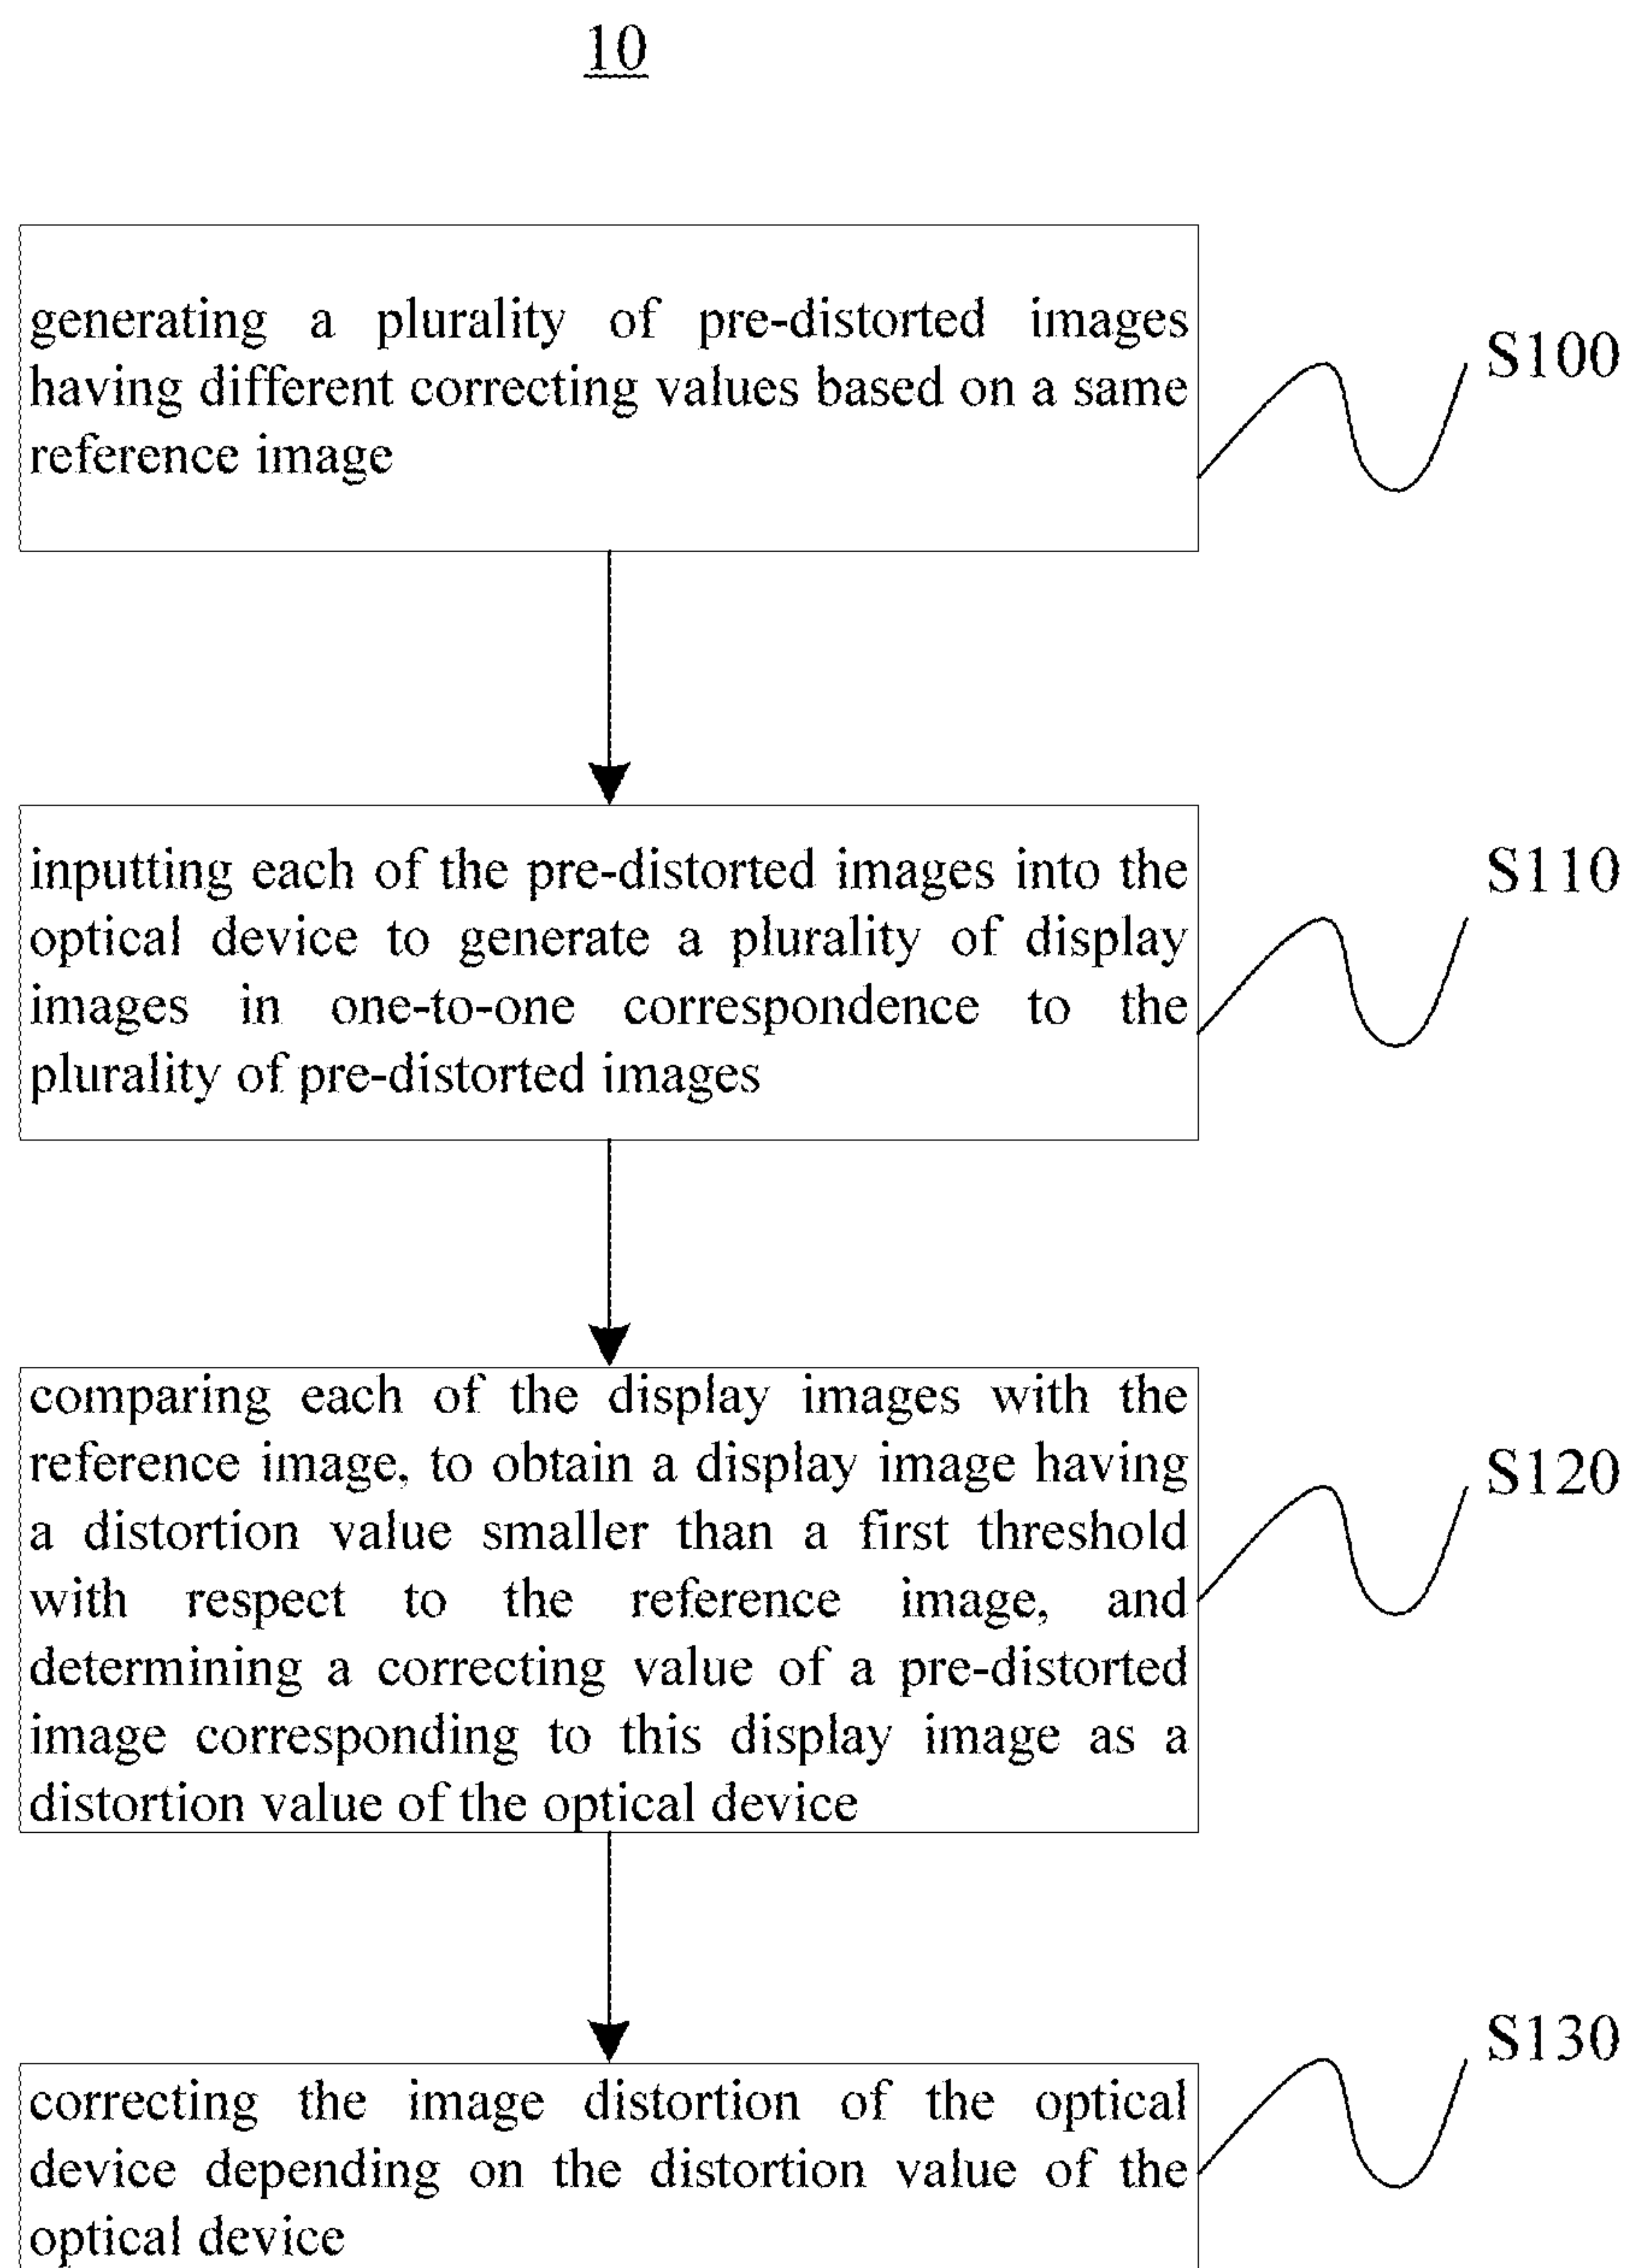 10
generating a plurality of pre-distorted images
having different correcting values based on a same
reference image
S100
inputting each of the pre-distorted images into the
optical device to generate a plurality of display
images in one-to-one correspondence to the
plurality of pre-distorted images
S110
comparing each of the display images with the
reference image, to obtain a display image having
a distortion value smaller than a first threshold
with respect to the reference image, and
determining a correcting value of a pre-distorted
image corresponding to this display image as a
distortion value of the optical device
S120
correcting the image distortion of the optical
device depending on the distortion value of the
optical device
S130